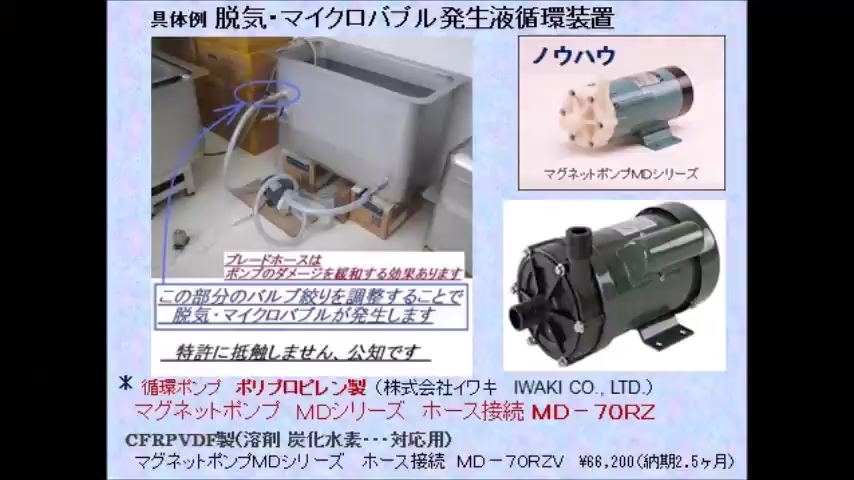 具体例 脱気・マイクロバブル発生液循環装置
ノウハウ
マグネットポンプMDシリーズ
ブレードホースは
ポンプのダメージを緩和する効果あります
この部分のバルブ絞りを調整することで
脱気・マイクロバブルが発生します
特許に抵触しません、公知です
* 循環ポンプ ポリプロピレン製 (株式会社イワキ IWAKI CO., LTD.)
マグネットポンプ MDシリーズ ホース接続 MD-70RZ
CFRPVDF製(溶剤 炭化水素・・・対応用)
マグネットポンプMDシリーズ ホース接続 MD-70RZV ¥66,200(納期2.5ヶ月)